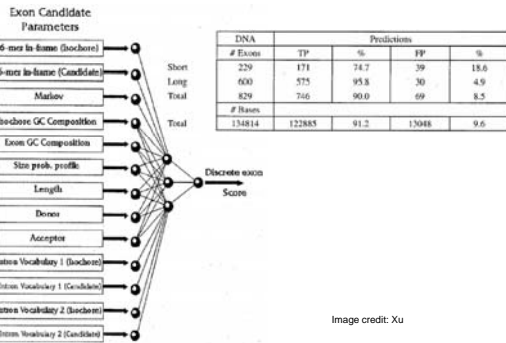 Exon Candidate
Parameters
6-mer in-frame (Isochore)
6-mer in-frame (Candidate)
Markov
Isochore GC Composition
Exon GC Composition
Size prob. profile
Length
Donor
Acceptor
Intron Vocabulary 1 (Isochore)
Intron Vocabulary 1 (Candidate)
Intron Vocabulary 2 (Isochore)
Intron Vocabulary 2 (Candidate)
Discrete exon
Score
DNA Predictions
# Exons TP % FP %
Short 229 171 74.7 39 18.6
Long 600 575 95.8 30 4.9
Total 829 746 90.0 69 8.5
# Bases
Total 134814 122885 91.2 13048 9.6
Image credit: Xu